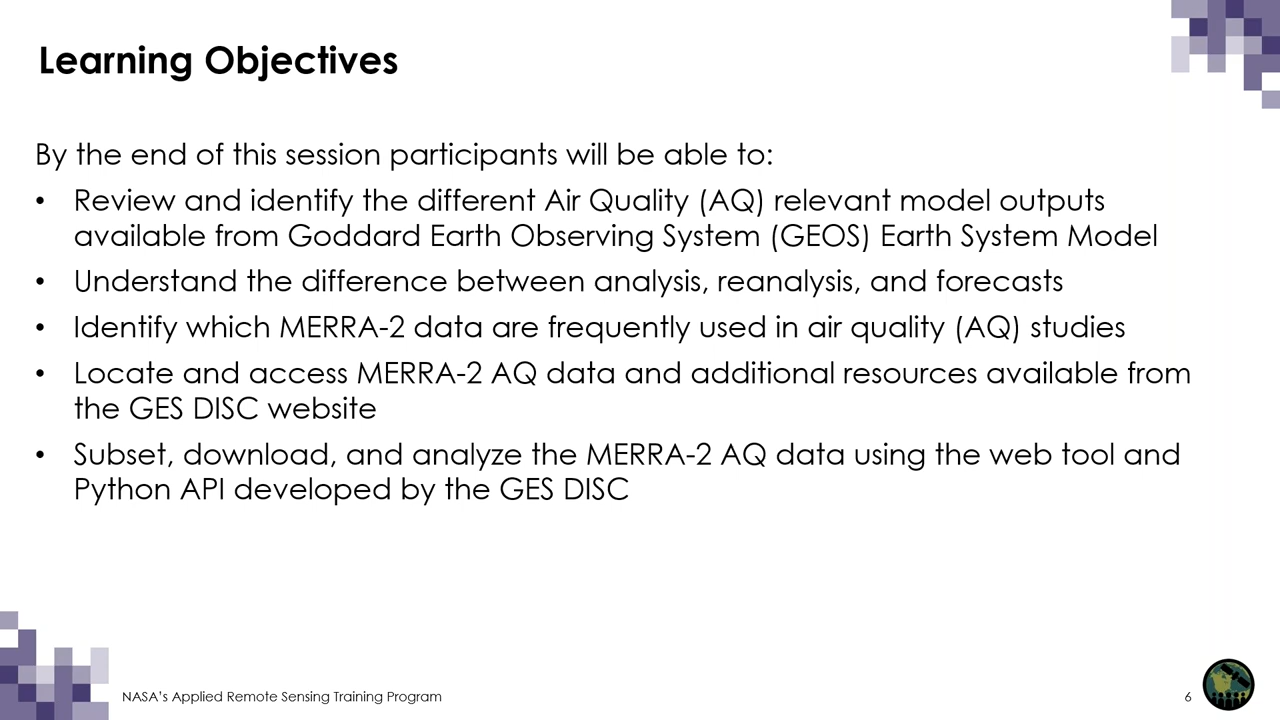 Learning Objectives
By the end of this session participants will be able to:
• Review and identify the different Air Quality (AQ) relevant model outputs
available from Goddard Earth Observing System (GEOS) Earth System Model
• Understand the difference between analysis, reanalysis, and forecasts
• Identify which MERRA-2 data are frequently used in air quality (AQ) studies
• Locate and access MERRA-2 AQ data and additional resources available from
the GES DISC website
• Subset, download, and analyze the MERRA-2 AQ data using the web tool and
Python API developed by the GES DISC
NASA's Applied Remote Sensing Training Program
6